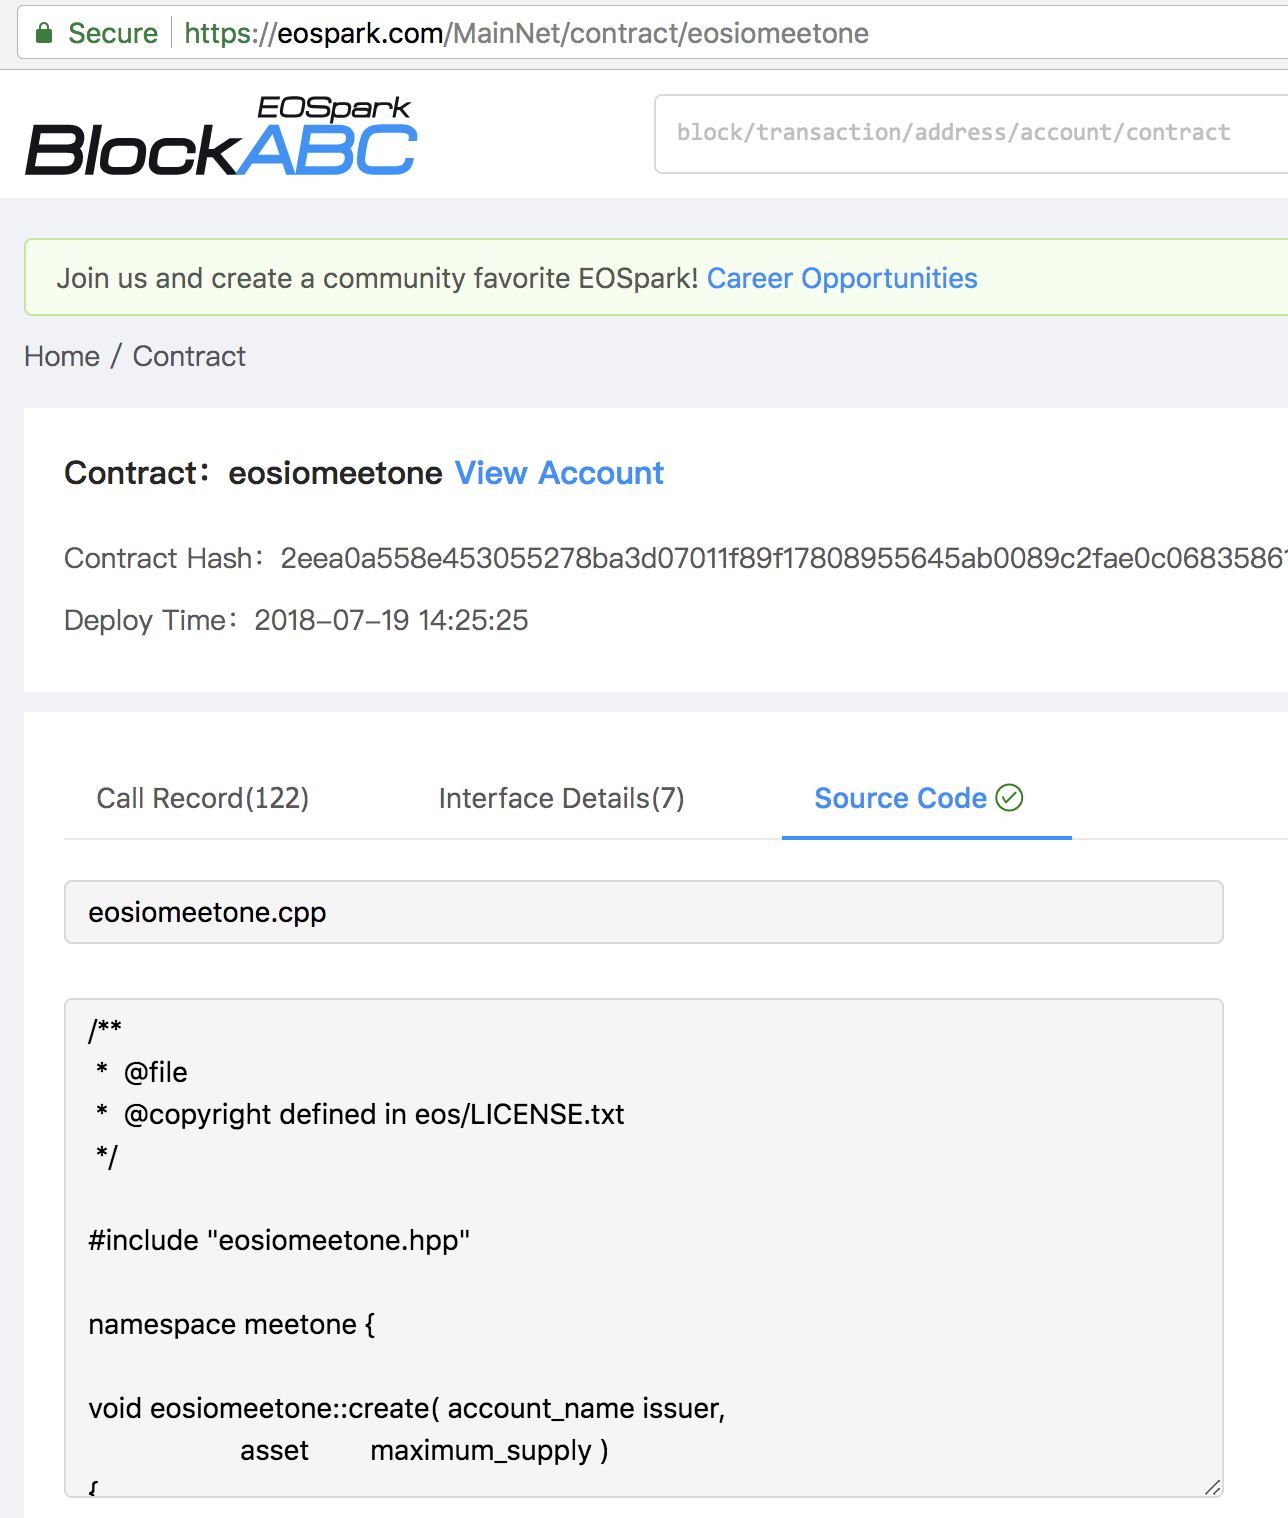 Secure https://eospark.com/MainNet/contract/eosiomeetone
EOSpark
BlockABC
block/transaction/address/account/contract
Join us and create a community favorite EOSpark! Career Opportunities
Home / Contract
Contract： eosiomeetone View Account
Contract Hash： 2eea0a558e453055278ba3d07011f89f17808955645ab0089c2fae0c06835861
Deploy Time： 2018-07-19 14:25:25
Call Record(122) Interface Details(7) Source Code
eosiomeetone.cpp
/**
* @file
* @copyright defined in eos/LICENSE.txt
*/
#include "eosiomeetone.hpp"
namespace meetone {
void eosiomeetone::create( account_name issuer,
asset maximum_supply )
{